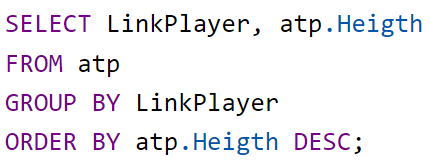 SELECT LinkPlayer, atp.Heigth
FROM atp
GROUP BY LinkPlayer
ORDER BY atp.Heigth DESC;